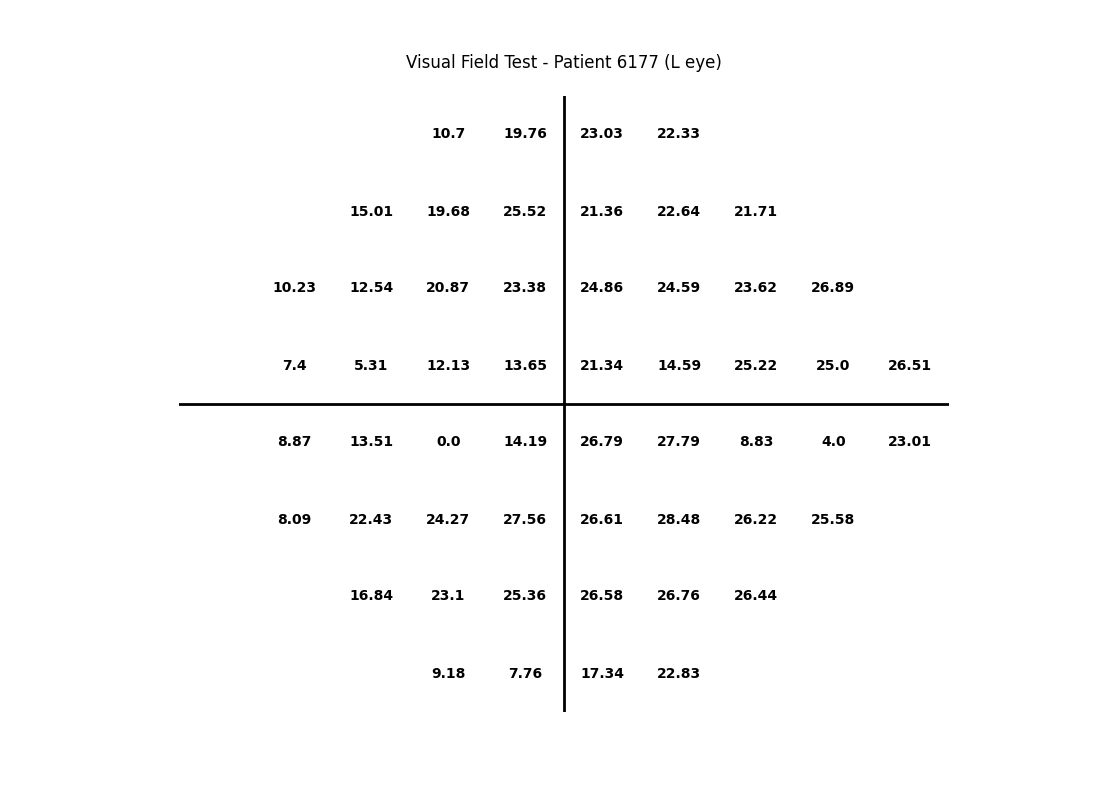 Visual Field Test - Patient 6177 (L eye)
10.7 19.76 23.03 22.33
15.01 19.68 25.52 21.36 22.64 21.71
10.23 12.54 20.87 23.38 24.86 24.59 23.62 26.89
7.4 5.31 12.13 13.65 21.34 14.59 25.22 25.0 26.51
8.87 13.51 0.0 14.19 26.79 27.79 8.83 4.0 23.01
8.09 22.43 24.27 27.56 26.61 28.48 26.22 25.58
16.84 23.1 25.36 26.58 26.76 26.44
9.18 7.76 17.34 22.83